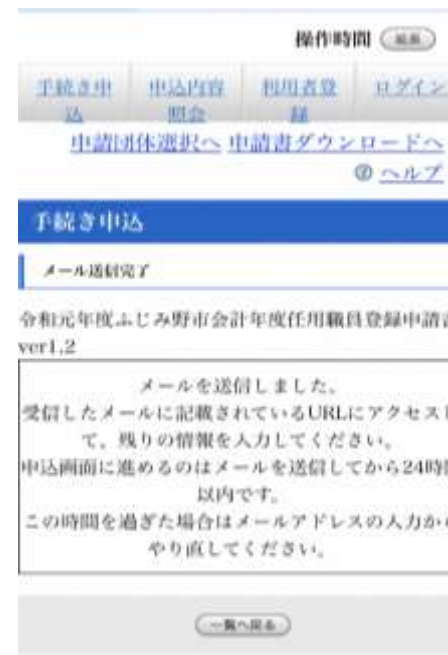 操作時間
手続き申込
申込内容照会
利用者登録
ログイン
申請団体選択へ 申請書ダウンロードへ
ヘルプ
手続き申込
メール送信完了
令和元年度ふじみ野市会計年度任用職員登録申請
ver1.2
メールを送信しました。
受信したメールに記載されているURLにアクセスし
て、残りの情報を入力してください。
申込画面に進めるのはメールを送信してから24時間
以内です。
この時間を過ぎた場合はメールアドレスの入力から
やり直してください。
一覧へ戻る